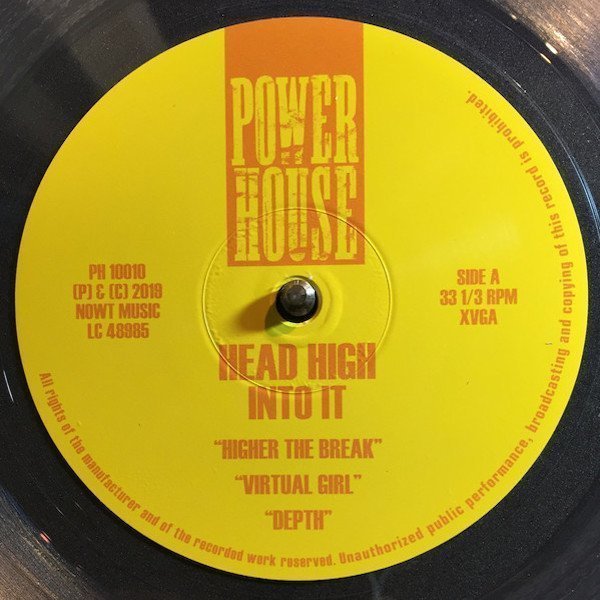 POWER
HOUSE
PH 10010
(P) & (C) 2019
NOWT MUSIC
LC 48985
SIDE A
33 1/3 RPM
XVGA
HEAD HIGH
INTO IT
“HIGHER THE BREAK”
“VIRTUAL GIRL”
“DEPTH”
All rights of the manufacturer and of the recorded work reserved. Unauthorized public performance, broadcasting and copying of this record is prohibited.